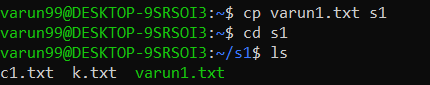 varun99@DESKTOP-9SRSOI3:~$ cp varun1.txt s1
varun99@DESKTOP-9SRSOI3:~$ cd s1
varun99@DESKTOP-9SRSOI3:~/s1$ ls
c1.txt  k.txt  varun1.txt